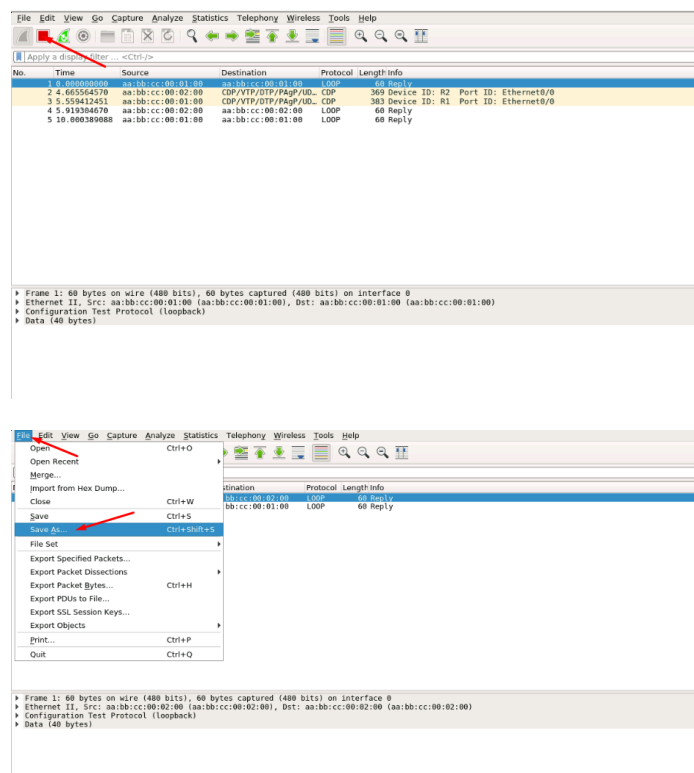 File Edit View Go Capture Analyze Statistics Telephony Wireless Tools Help
Apply a display filter ... <Ctrl-/>
No. Time Source Destination Protocol Length Info
1 0.000000000 aa:bb:cc:00:01:00 aa:bb:cc:00:01:00 LOOP 60 Reply
2 4.665564570 aa:bb:cc:00:02:00 CDP/VTP/DTP/PAgP/UD… CDP 369 Device ID: R2 Port ID: Ethernet0/0
3 5.559412451 aa:bb:cc:00:01:00 CDP/VTP/DTP/PAgP/UD… CDP 383 Device ID: R1 Port ID: Ethernet0/0
4 5.919304670 aa:bb:cc:00:02:00 aa:bb:cc:00:02:00 LOOP 60 Reply
5 10.000389088 aa:bb:cc:00:01:00 aa:bb:cc:00:01:00 LOOP 60 Reply
Frame 1: 60 bytes on wire (480 bits), 60 bytes captured (480 bits) on interface 0
Ethernet II, Src: aa:bb:cc:00:01:00 (aa:bb:cc:00:01:00), Dst: aa:bb:cc:00:01:00 (aa:bb:cc:00:01:00)
Configuration Test Protocol (loopback)
Data (40 bytes)
File Edit View Go Capture Analyze Statistics Telephony Wireless Tools Help
Open Ctrl+O
Open Recent
Merge...
Import from Hex Dump...
Close Ctrl+W
tination Protocol Length Info
Save Ctrl+S
bb:cc:00:02:00 LOOP 60 Reply
bb:cc:00:01:00 LOOP 60 Reply
Save As... Ctrl+Shift+S
File Set
Export Specified Packets...
Export Packet Dissections
Export Packet Bytes... Ctrl+H
Export PDUs to File...
Export SSL Session Keys...
Export Objects
Print... Ctrl+P
Quit Ctrl+Q
Frame 1: 60 bytes on wire (480 bits), 60 bytes captured (480 bits) on interface 0
Ethernet II, Src: aa:bb:cc:00:02:00 (aa:bb:cc:00:02:00), Dst: aa:bb:cc:00:02:00 (aa:bb:cc:00:02:00)
Configuration Test Protocol (loopback)
Data (40 bytes)